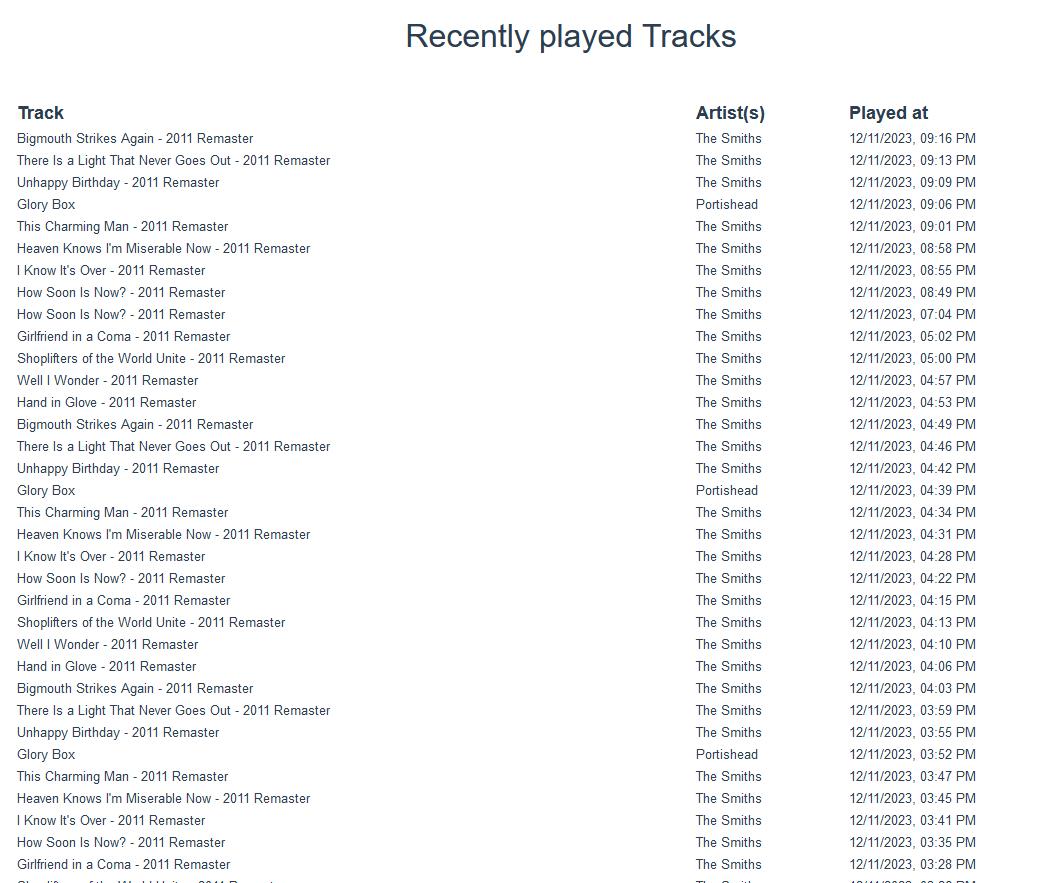 Recently played Tracks
Track Artist(s) Played at
Bigmouth Strikes Again - 2011 Remaster The Smiths 12/11/2023, 09:16 PM
There Is a Light That Never Goes Out - 2011 Remaster The Smiths 12/11/2023, 09:13 PM
Unhappy Birthday - 2011 Remaster The Smiths 12/11/2023, 09:09 PM
Glory Box Portishead 12/11/2023, 09:06 PM
This Charming Man - 2011 Remaster The Smiths 12/11/2023, 09:01 PM
Heaven Knows I'm Miserable Now - 2011 Remaster The Smiths 12/11/2023, 08:58 PM
I Know It's Over - 2011 Remaster The Smiths 12/11/2023, 08:55 PM
How Soon Is Now? - 2011 Remaster The Smiths 12/11/2023, 08:49 PM
How Soon Is Now? - 2011 Remaster The Smiths 12/11/2023, 07:04 PM
Girlfriend in a Coma - 2011 Remaster The Smiths 12/11/2023, 05:02 PM
Shoplifters of the World Unite - 2011 Remaster The Smiths 12/11/2023, 05:00 PM
Well I Wonder - 2011 Remaster The Smiths 12/11/2023, 04:57 PM
Hand in Glove - 2011 Remaster The Smiths 12/11/2023, 04:53 PM
Bigmouth Strikes Again - 2011 Remaster The Smiths 12/11/2023, 04:49 PM
There Is a Light That Never Goes Out - 2011 Remaster The Smiths 12/11/2023, 04:46 PM
Unhappy Birthday - 2011 Remaster The Smiths 12/11/2023, 04:42 PM
Glory Box Portishead 12/11/2023, 04:39 PM
This Charming Man - 2011 Remaster The Smiths 12/11/2023, 04:34 PM
Heaven Knows I'm Miserable Now - 2011 Remaster The Smiths 12/11/2023, 04:31 PM
I Know It's Over - 2011 Remaster The Smiths 12/11/2023, 04:28 PM
How Soon Is Now? - 2011 Remaster The Smiths 12/11/2023, 04:22 PM
Girlfriend in a Coma - 2011 Remaster The Smiths 12/11/2023, 04:15 PM
Shoplifters of the World Unite - 2011 Remaster The Smiths 12/11/2023, 04:13 PM
Well I Wonder - 2011 Remaster The Smiths 12/11/2023, 04:10 PM
Hand in Glove - 2011 Remaster The Smiths 12/11/2023, 04:06 PM
Bigmouth Strikes Again - 2011 Remaster The Smiths 12/11/2023, 04:03 PM
There Is a Light That Never Goes Out - 2011 Remaster The Smiths 12/11/2023, 03:59 PM
Unhappy Birthday - 2011 Remaster The Smiths 12/11/2023, 03:55 PM
Glory Box Portishead 12/11/2023, 03:52 PM
This Charming Man - 2011 Remaster The Smiths 12/11/2023, 03:47 PM
Heaven Knows I'm Miserable Now - 2011 Remaster The Smiths 12/11/2023, 03:45 PM
I Know It's Over - 2011 Remaster The Smiths 12/11/2023, 03:41 PM
How Soon Is Now? - 2011 Remaster The Smiths 12/11/2023, 03:35 PM
Girlfriend in a Coma - 2011 Remaster The Smiths 12/11/2023, 03:28 PM